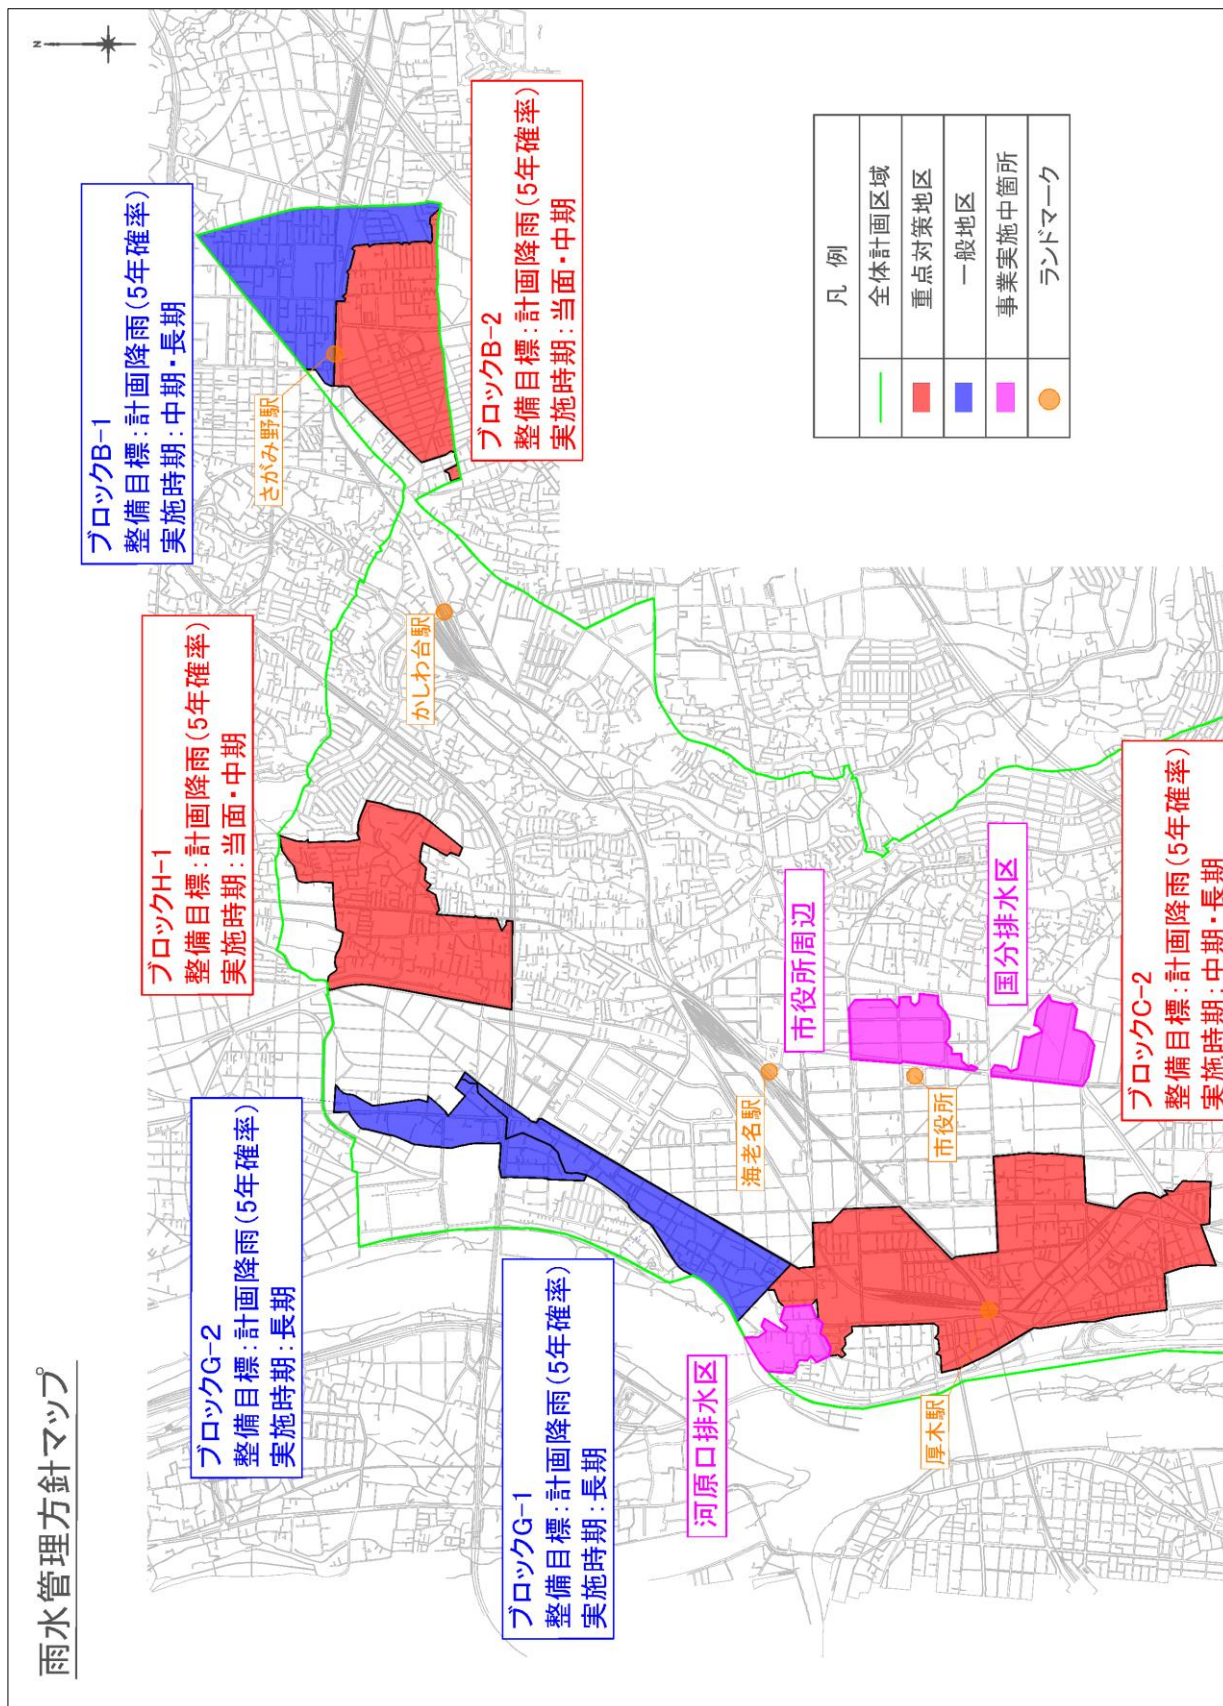 雨水管理方針マップ
N
ブロックB-1
整備目標:計画降雨(5年確率)
実施時期:中期・長期
ブロックH-1
整備目標:計画降雨(5年確率)
実施時期:当面・中期
ブロックG-2
整備目標:計画降雨(5年確率)
実施時期:長期
さがみ野駅
かしわ台駅
ブロックB-2
整備目標:計画降雨(5年確率)
実施時期:当面・中期
ブロックG-1
整備目標:計画降雨(5年確率)
実施時期:長期
河原口排水区
海老名駅
市役所周辺
厚木駅
市役所
国分排水区
凡 例
全体計画区域
重点対策地区
一般地区
事業実施中箇所
ランドマーク
ブロックC-2
整備目標:計画降雨(5年確率)
実施時期:中期・長期